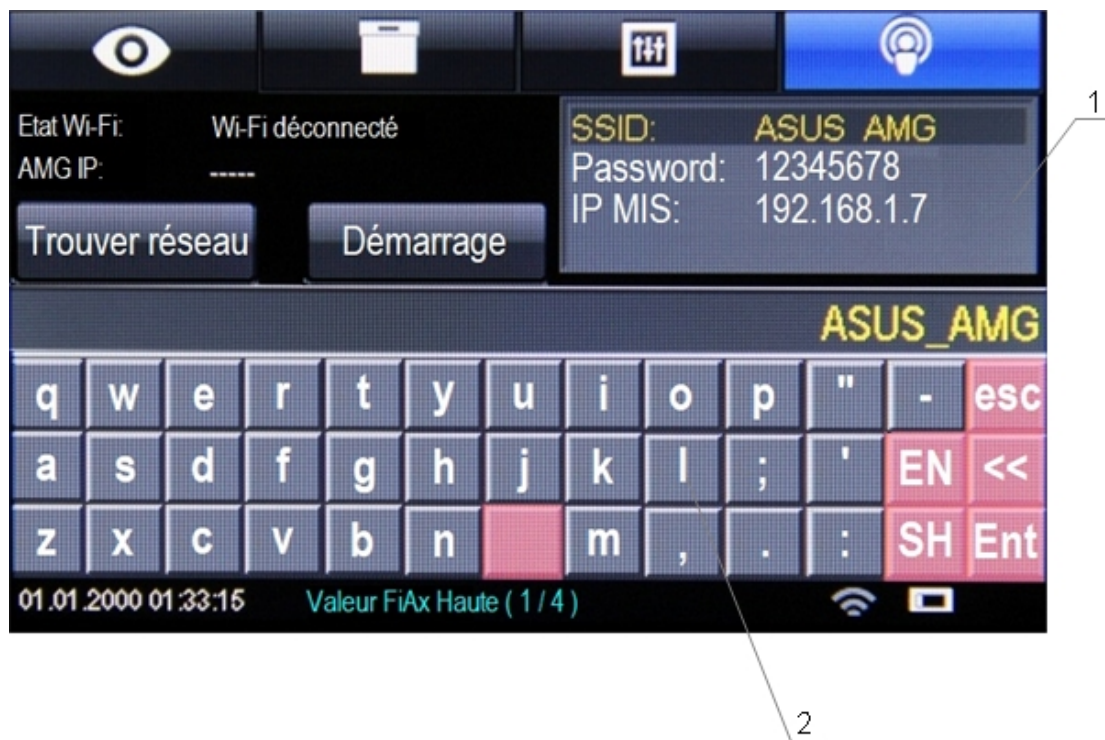 Etat Wi-Fi: Wi-Fi déconnecté
AMG IP: -----
Trouver réseau Démarrage
SSID: ASUS_AMG
Password: 12345678
IP MIS: 192.168.1.7
1
ASUS_AMG
q w e r t y u i o p " - esc
a s d f g h j k l ; ' EN <<
z x c v b n m , . : SH Ent
01.01.2000 01:33:15 Valeur FiAx Haute ( 1 / 4 )
2